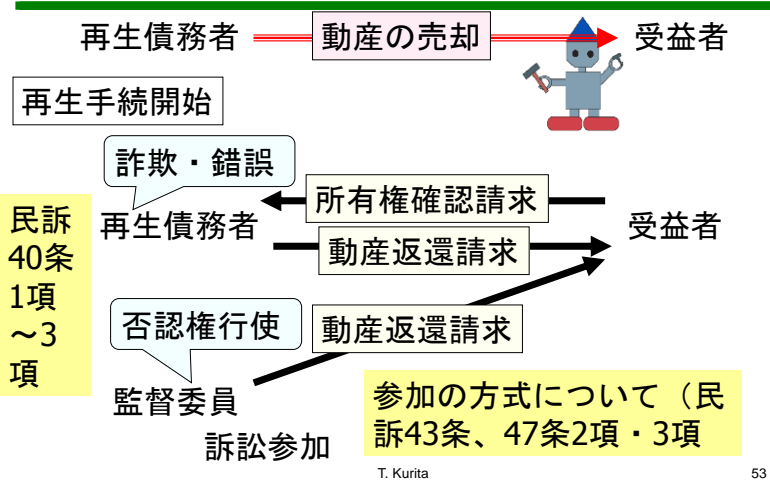 再生債務者
動産の売却
受益者
再生手続開始
詐欺・錯誤
所有権確認請求
再生債務者
受益者
動産返還請求
民訴
40条
1項
～3
項
否認権行使
動産返還請求
監督委員
訴訟参加
参加の方式について（民
訴43条、47条2項・3項
T. Kurita
53